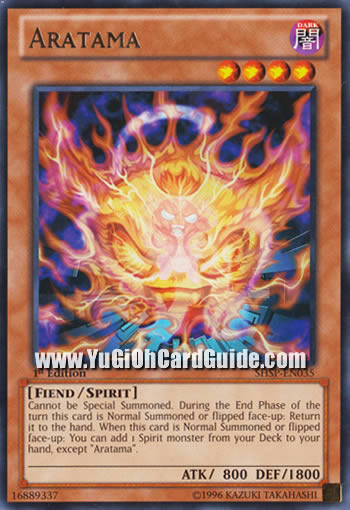 ARATAMA
DARK
闇
www.YuGiOhCardGuide.com
1st Edition
SHSP-EN035
[FIEND / SPIRIT]
Cannot be Special Summoned. During the End Phase of the
turn this card is Normal Summoned or flipped face-up: Return
it to the hand. When this card is Normal Summoned or flipped
face-up: You can add 1 Spirit monster from your Deck to your
hand, except "Aratama".
ATK/ 800 DEF/1800
16889337
©1996 KAZUKI TAKAHASHI